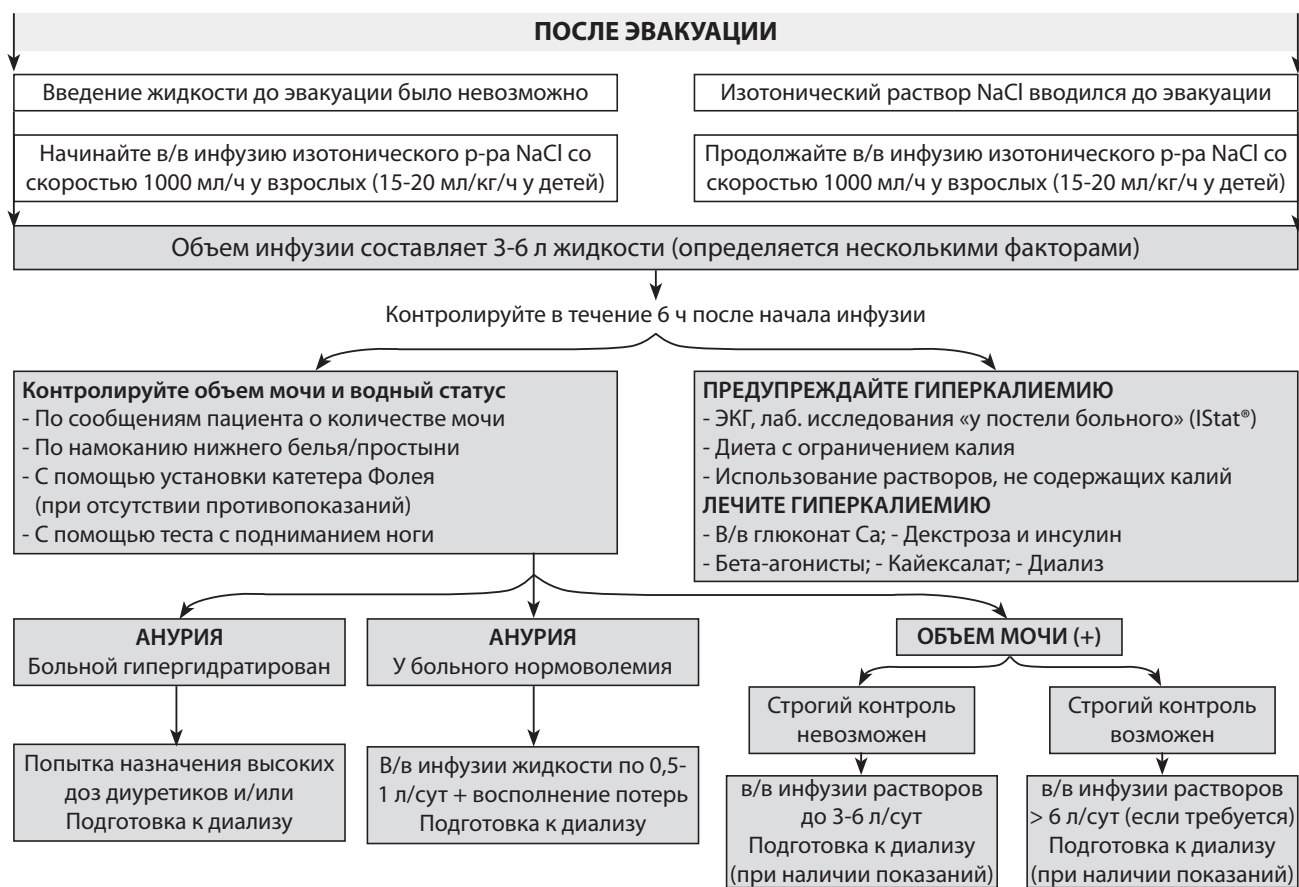 ПОСЛЕ ЭВАКУАЦИИ
Введение жидкости до эвакуации было невозможно
Изотонический раствор NaCl вводился до эвакуации
Начинайте в/в инфузию изотонического р-ра NaCl со
скоростью 1000 мл/ч у взрослых (15-20 мл/кг/ч у детей)
Продолжайте в/в инфузию изотонического р-ра NaCl со
скоростью 1000 мл/ч у взрослых (15-20 мл/кг/ч у детей)
Объем инфузии составляет 3-6 л жидкости (определяется несколькими факторами)
Контролируйте в течение 6 ч после начала инфузии
Контролируйте объем мочи и водный статус
- По сообщениям пациента о количестве мочи
- По намоканию нижнего белья/простыни
- С помощью установки катетера Фолея
(при отсутствии противопоказаний)
- С помощью теста с подниманием ноги
ПРЕДУПРЕЖДАЙТЕ ГИПЕРКАЛИЕМИЮ
- ЭКГ, лаб. исследования «у постели больного» (IStat®)
- Диета с ограничением калия
- Использование растворов, не содержащих калий
ЛЕЧИТЕ ГИПЕРКАЛИЕМИЮ
- В/в глюконат Ca; - Декстроза и инсулин
- Бета-агонисты; - Кайексалат; - Диализ
АНУРИЯ
Больной гипергидратирован
АНУРИЯ
У больного нормоволемия
ОБЪЕМ МОЧИ (+)
Строгий контроль
невозможен
Строгий контроль
возможен
Попытка назначения высоких
доз диуретиков и/или
Подготовка к диализу
В/в инфузии жидкости по 0,5-
1 л/сут + восполнение потерь
Подготовка к диализу
в/в инфузии растворов
до 3-6 л/сут
Подготовка к диализу
(при наличии показаний)
в/в инфузии растворов
> 6 л/сут (если требуется)
Подготовка к диализу
(при наличии показаний)